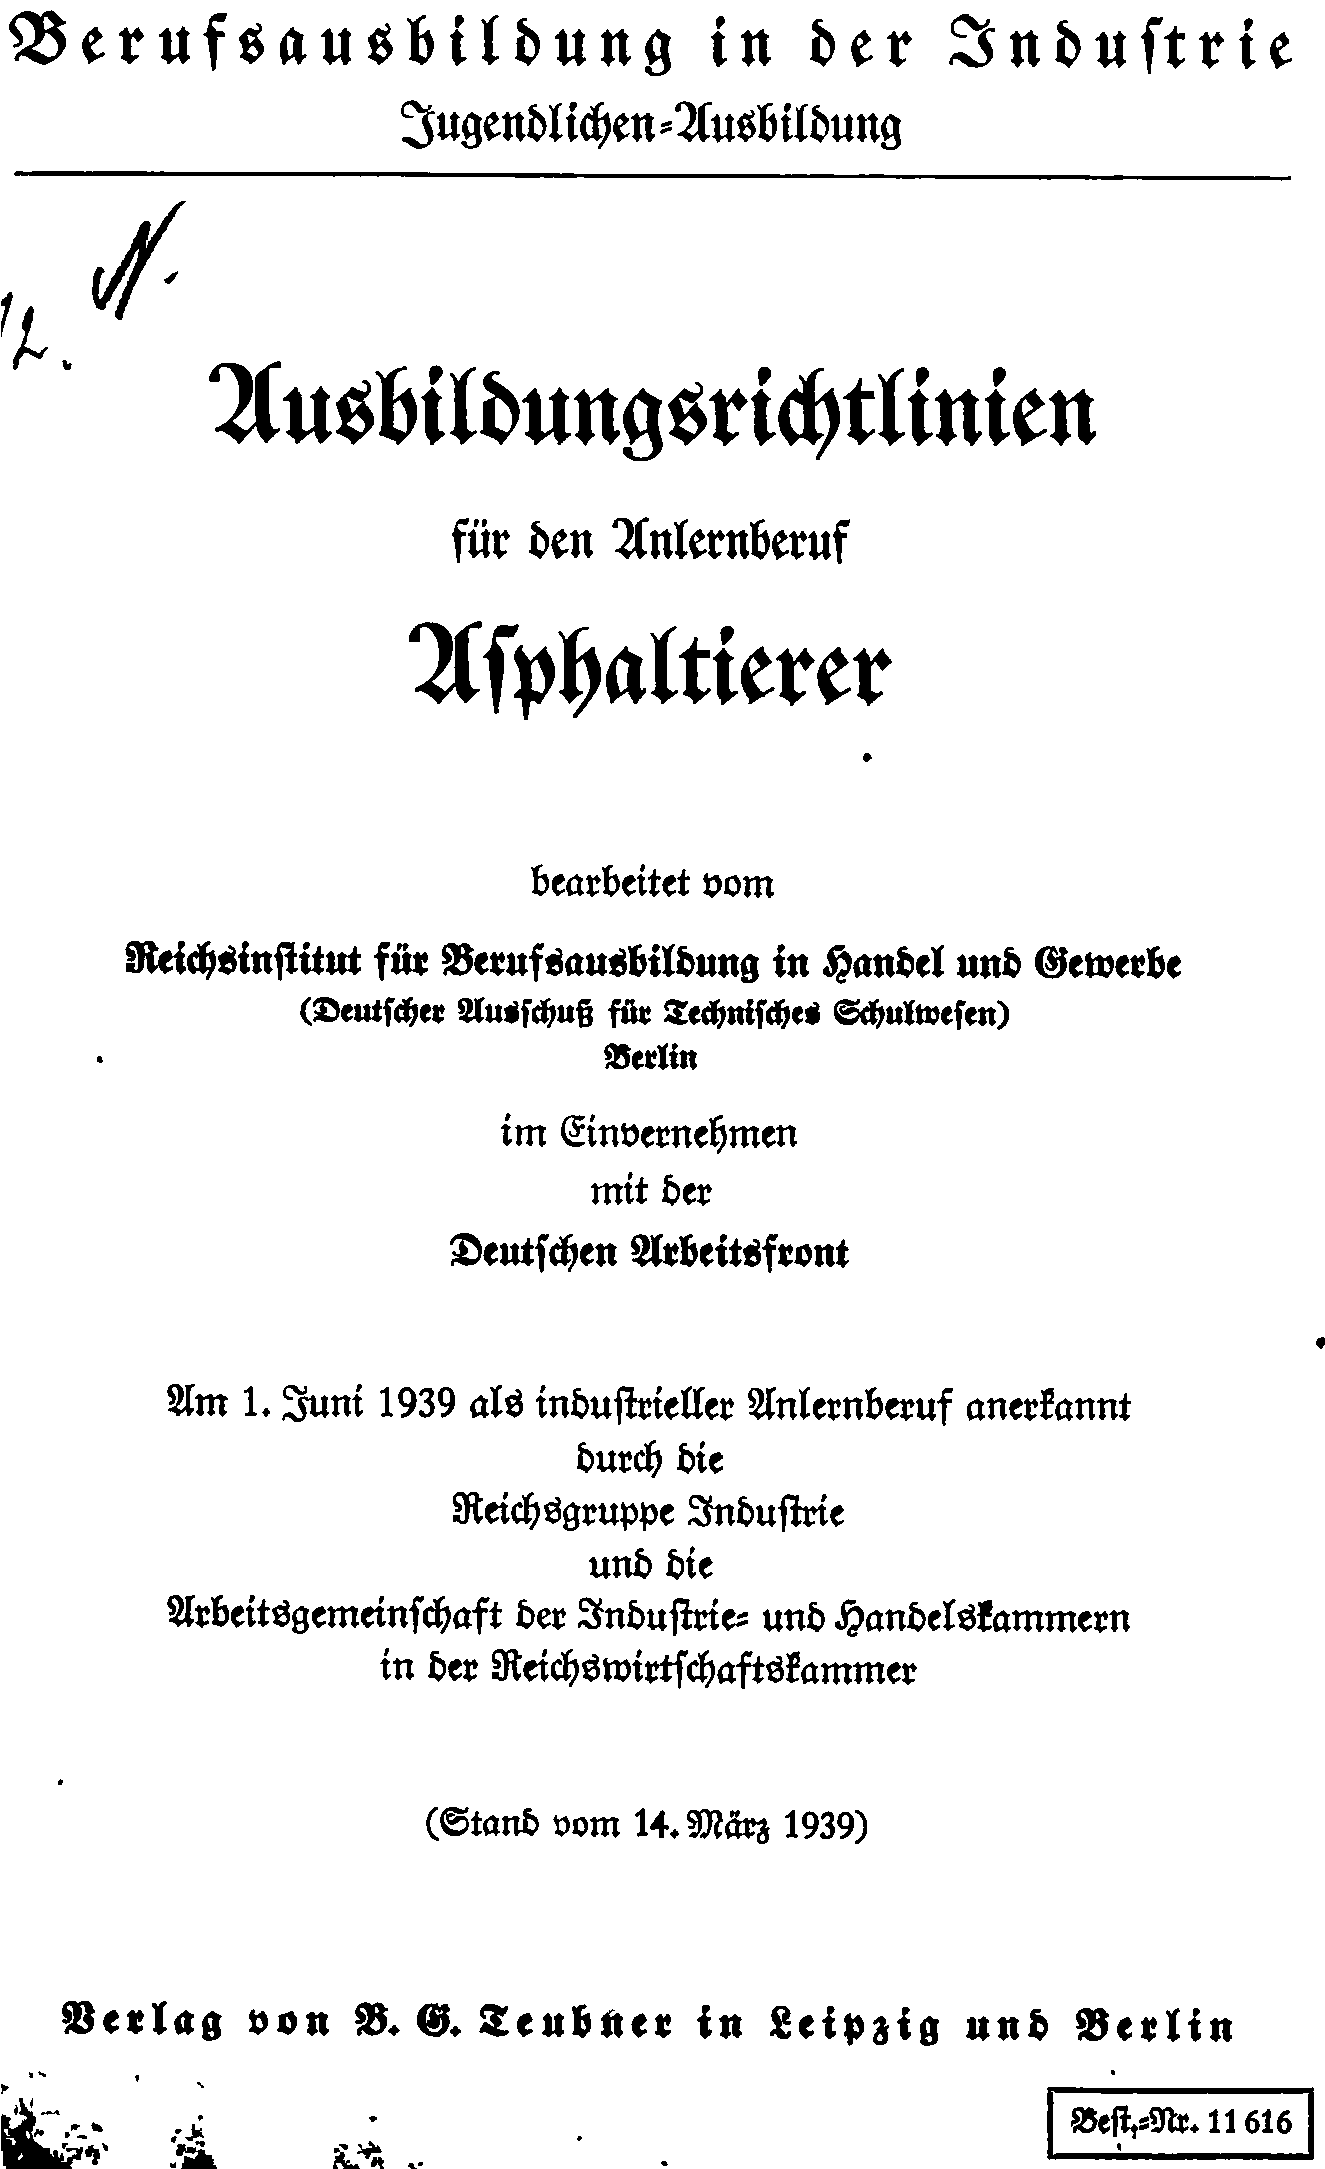 Berufsausbildung in der Industrie
Jugendlichen-Ausbildung
N.
12.
Ausbildungsrichtlinien
für den Anlernberuf
Asphaltierer
bearbeitet vom
Reichsinstitut für Berufsausbildung in Handel und Gewerbe
(Deutscher Ausschuß für Technisches Schulwesen)
Berlin
im Einvernehmen
mit der
Deutschen Arbeitsfront
Am 1. Juni 1939 als industrieller Anlernberuf anerkannt
durch die
Reichsgruppe Industrie
und die
Arbeitsgemeinschaft der Industrie- und Handelskammern
in der Reichswirtschaftskammer
(Stand vom 14. März 1939)
Verlag von B. G. Teubner in Leipzig und Berlin
Best.-Nr. 11616